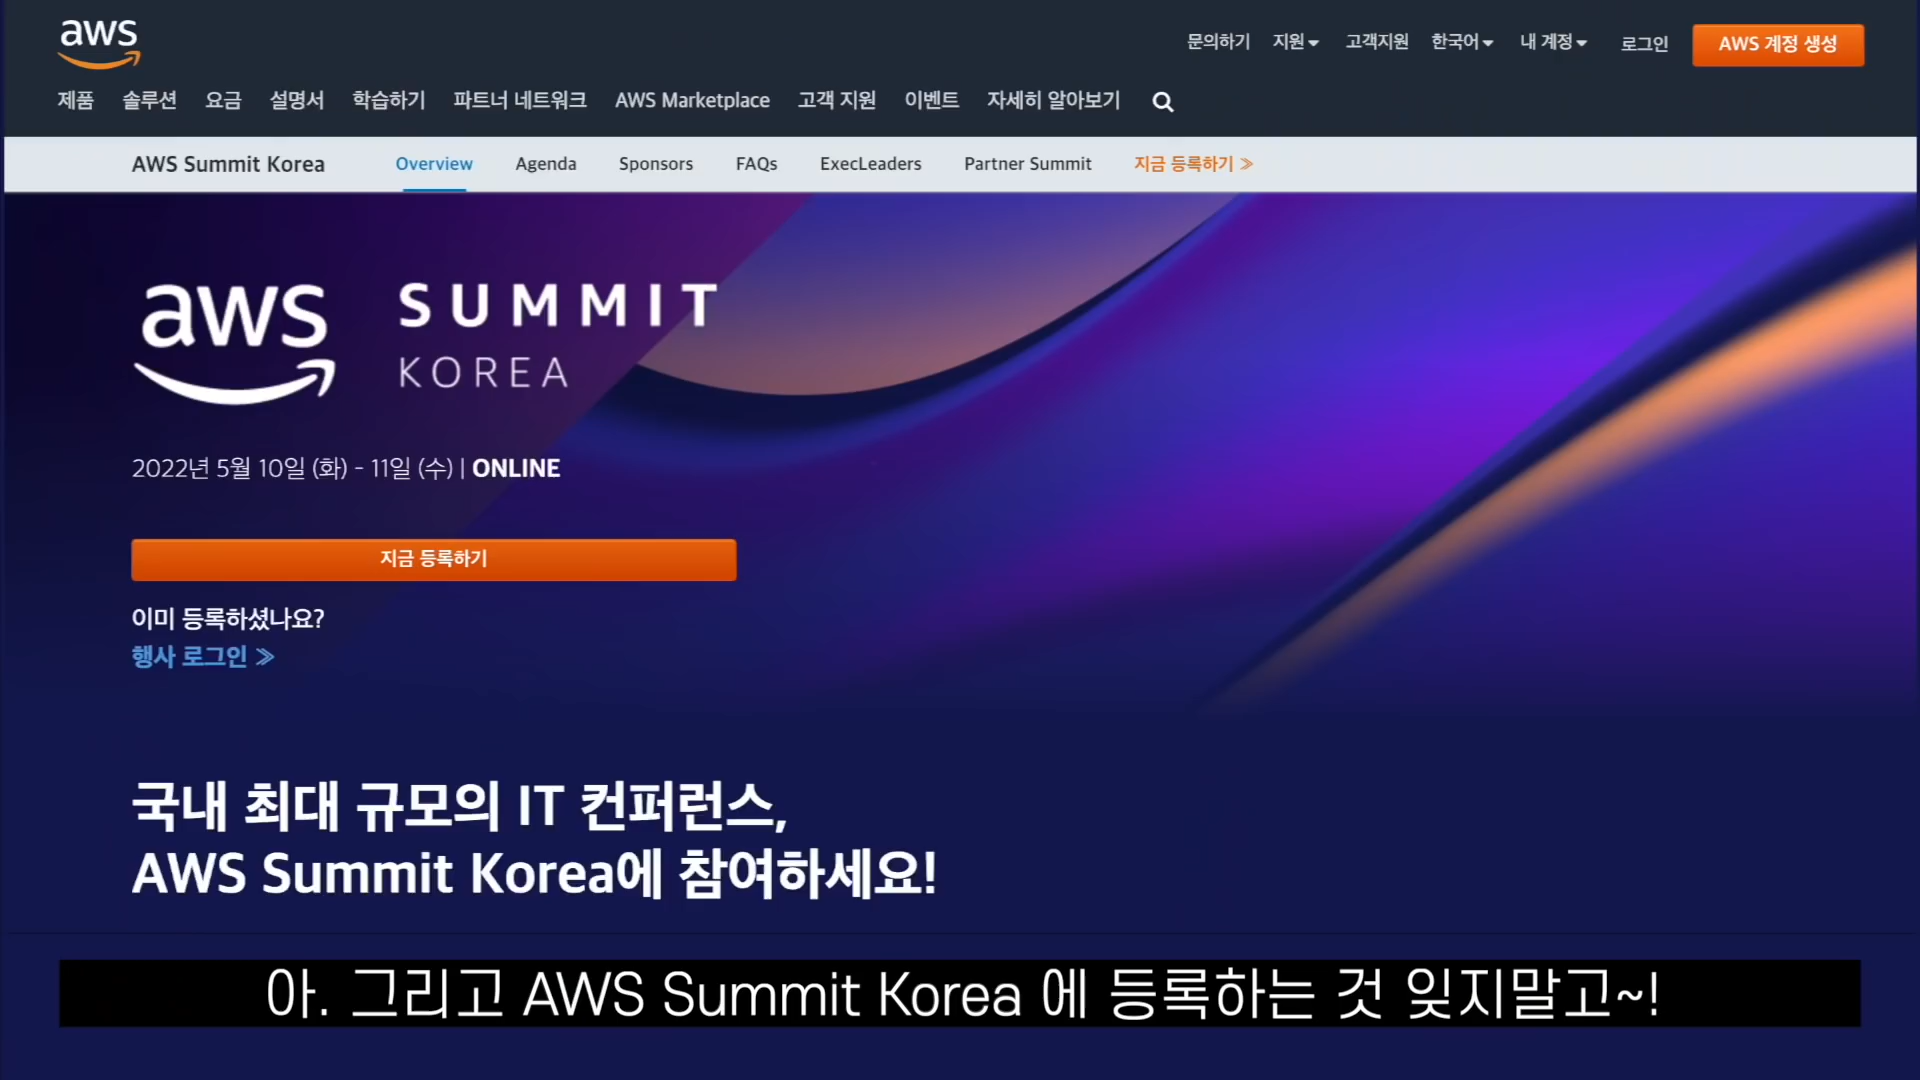 aws
문의하기 지원 고객지원 한국어 내 계정 로그인 AWS 계정 생성
제품 솔루션 요금 설명서 학습하기 파트너 네트워크 AWS Marketplace 고객 지원 이벤트 자세히 알아보기
AWS Summit Korea Overview Agenda Sponsors FAQs ExecLeaders Partner Summit 지금 등록하기 ≫
aws SUMMIT
KOREA
2022년 5월 10일 (화) - 11일 (수) | ONLINE
지금 등록하기
이미 등록하셨나요?
행사 로그인 ≫
국내 최대 규모의 IT 컨퍼런스,
AWS Summit Korea에 참여하세요!
아. 그리고 AWS Summit Korea 에 등록하는 것 잊지말고~!